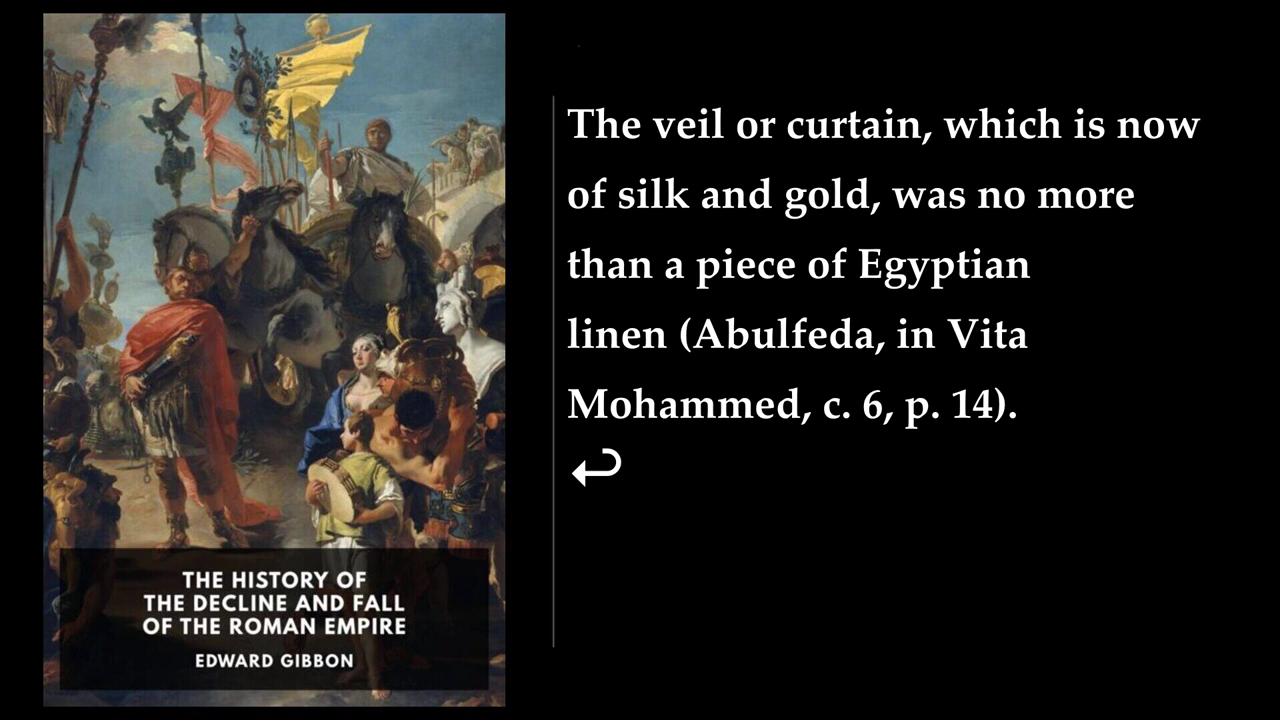 The veil or curtain, which is now
of silk and gold, was no more
than a piece of Egyptian
linen (Abulfeda, in Vita
Mohammed, c. 6, p. 14).
↩
THE HISTORY OF
THE DECLINE AND FALL
OF THE ROMAN EMPIRE
EDWARD GIBBON